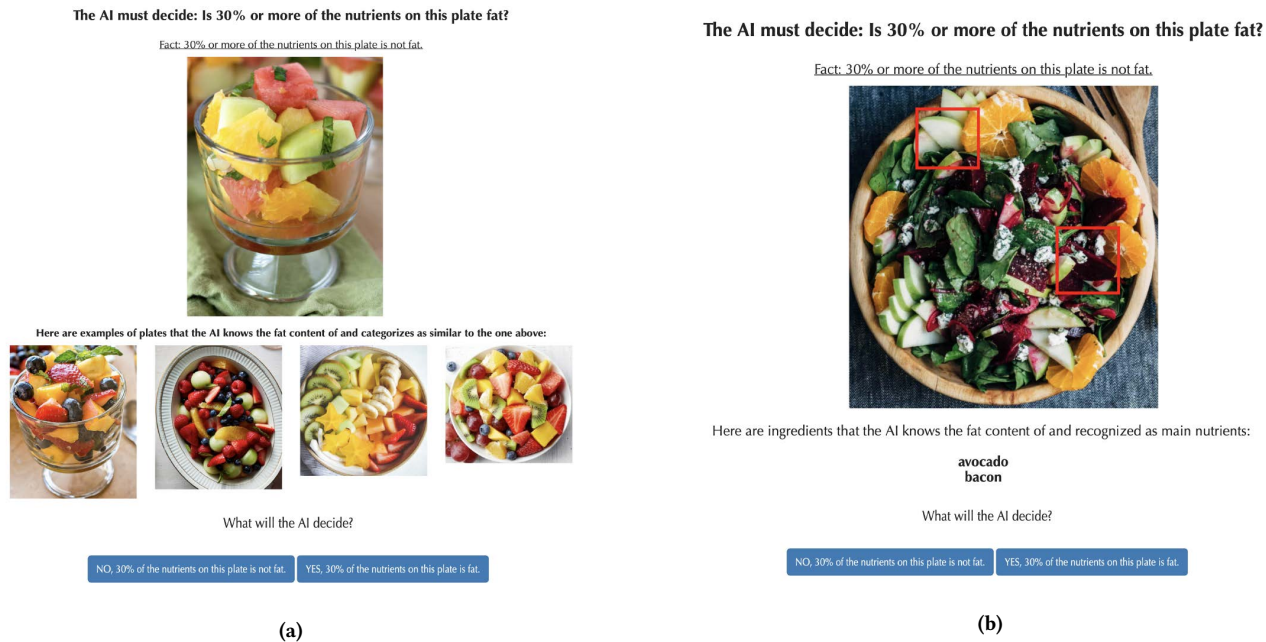 The AI must decide: Is 30% or more of the nutrients on this plate fat?
Fact: 30% or more of the nutrients on this plate is not fat.
Here are examples of plates that the AI knows the fat content of and categorizes as similar to the one above:
What will the AI decide?
NO, 30% of the nutrients on this plate is not fat.
YES, 30% of the nutrients on this plate is fat.
(a)
The AI must decide: Is 30% or more of the nutrients on this plate fat?
Fact: 30% or more of the nutrients on this plate is not fat.
Here are ingredients that the AI knows the fat content of and recognized as main nutrients:
avocado
bacon
What will the AI decide?
NO, 30% of the nutrients on this plate is not fat.
YES, 30% of the nutrients on this plate is fat.
(b)